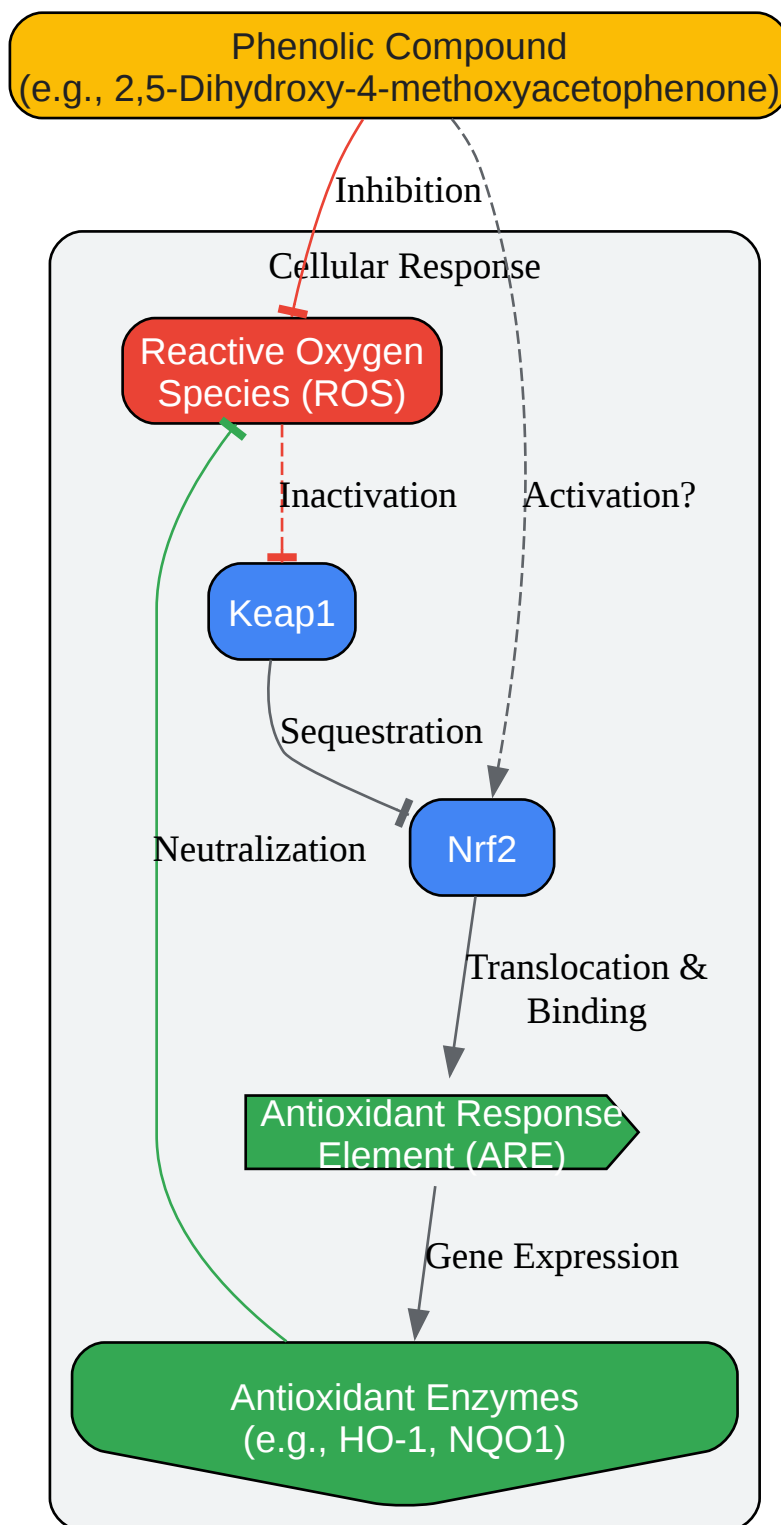 Phenolic Compound
(e.g., 2,5-Dihydroxy-4-methoxyacetophenone)
Inhibition
Cellular Response
Reactive Oxygen
Species (ROS)
Inactivation
Activation?
Keap1
Sequestration
Neutralization
Nrf2
Translocation &
Binding
Antioxidant Response
Element (ARE)
Gene Expression
Antioxidant Enzymes
(e.g., HO-1, NQO1)